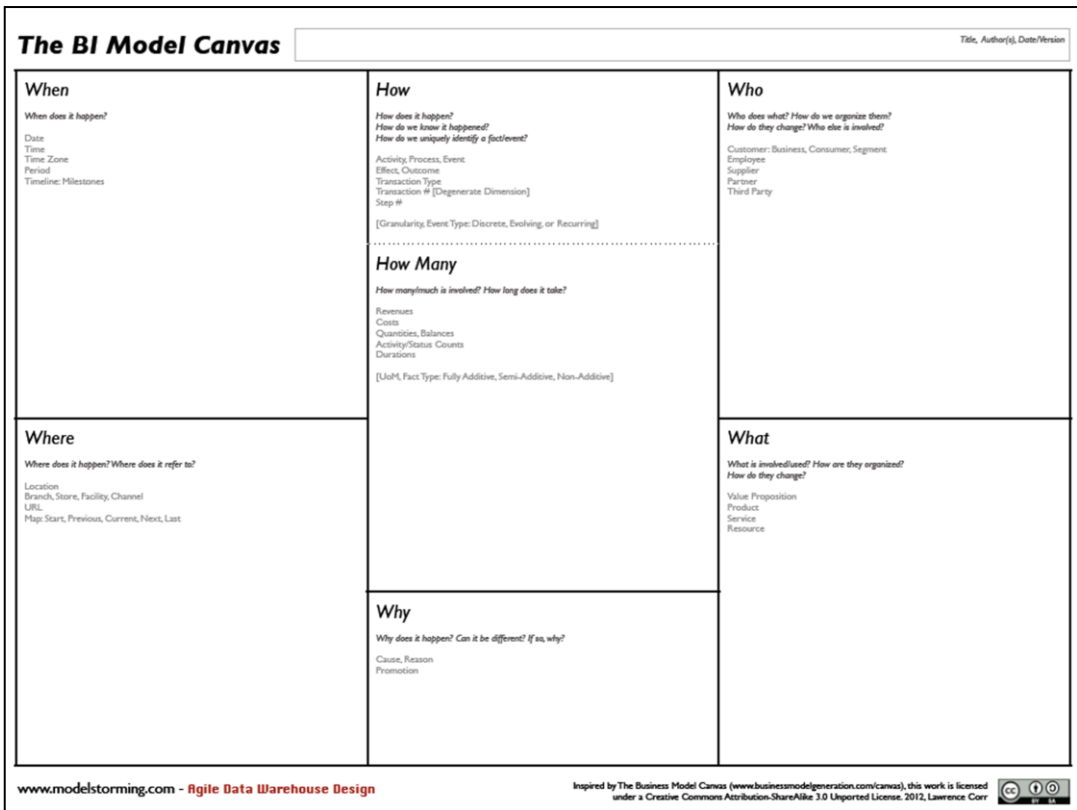 The BI Model Canvas
Title, Author(s), Date/Version
When
When does it happen?
Date
Time
Time Zone
Period
Timeline: Milestones
How
How does it happen?
How do we know it happened?
How do we uniquely identify a fact/event?
Activity, Process, Event
Effect, Outcome
Transaction Type
Transaction # [Degenerate Dimension]
Step #
[Granularity, Event Type: Discrete, Evolving, or Recurring]
How Many
How many/much is involved? How long does it take?
Revenues
Costs
Quantities, Balances
Activity/Status Counts
Durations
[UoM, Fact Type: Fully Additive, Semi-Additive, Non-Additive]
Who
Who does what? How do we organize them?
How do they change? Who else is involved?
Customer: Business, Consumer, Segment
Employee
Supplier
Partner
Third Party
Where
Where does it happen? Where does it refer to?
Location
Branch, Store, Facility, Channel
URL
Map: Start, Previous, Current, Next, Last
Why
Why does it happen? Can it be different? If so, why?
Cause, Reason
Promotion
What
What is involved/used? How are they organized?
How do they change?
Value Proposition
Product
Service
Resource
www.modelstorming.com - Agile Data Warehouse Design
Inspired by The Business Model Canvas (www.businessmodelgeneration.com/canvas), this work is licensed
under a Creative Commons Attribution-ShareAlike 3.0 Unported License, 2012, Lawrence Corr
cc
BY SA